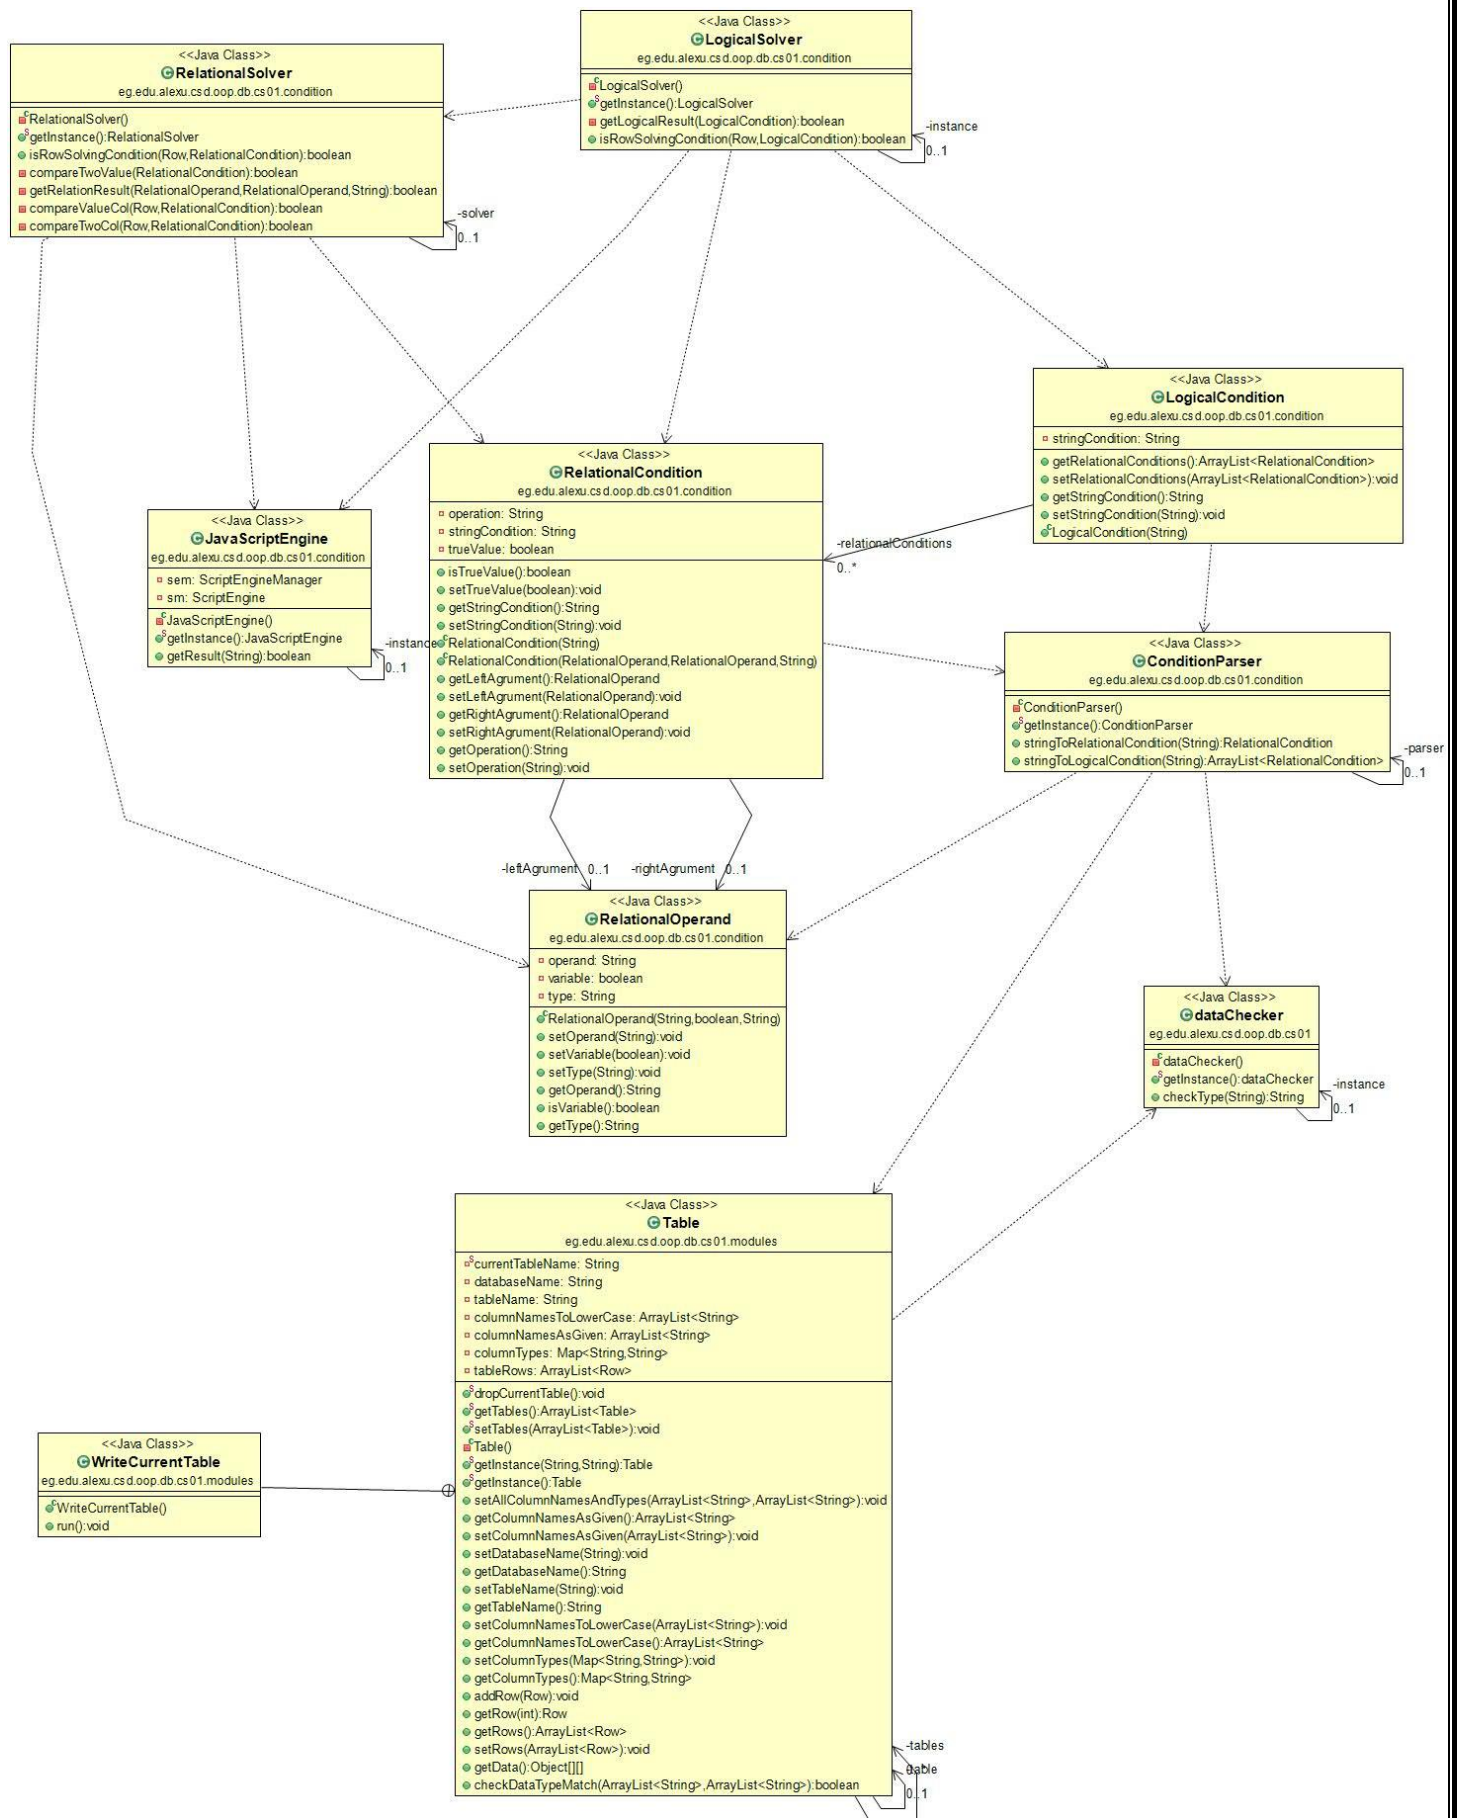 <<Java Class>>
RelationalSolver
eg.edu.alexu.csd.oop.db.cs01.condition
RelationalSolver()
getInstance():RelationalSolver
isRowSolvingCondition(Row,RelationalCondition):boolean
compareTwoValue(RelationalCondition):boolean
getRelationResult(RelationalOperand,RelationalOperand,String):boolean
compareValueCol(Row,RelationalCondition):boolean
compareTwoCol(Row,RelationalCondition):boolean
-solver
0..1
<<Java Class>>
LogicalSolver
eg.edu.alexu.csd.oop.db.cs01.condition
LogicalSolver()
getInstance():LogicalSolver
getLogicalResult(LogicalCondition):boolean
isRowSolvingCondition(Row,LogicalCondition):boolean
-instance
0..1
<<Java Class>>
LogicalCondition
eg.edu.alexu.csd.oop.db.cs01.condition
stringCondition: String
getRelationalConditions():ArrayList<RelationalCondition>
setRelationalConditions(ArrayList<RelationalCondition>):void
getStringCondition():String
setStringCondition(String):void
LogicalCondition(String)
-relationalConditions
0..*
<<Java Class>>
RelationalCondition
eg.edu.alexu.csd.oop.db.cs01.condition
operation: String
stringCondition: String
trueValue: boolean
isTrueValue():boolean
setTrueValue(boolean):void
getStringCondition():String
setStringCondition(String):void
RelationalCondition(String)
RelationalCondition(RelationalOperand,RelationalOperand,String)
getLeftAgrument():RelationalOperand
setLeftAgrument(RelationalOperand):void
getRightAgrument():RelationalOperand
setRightAgrument(RelationalOperand):void
getOperation():String
setOperation(String):void
<<Java Class>>
JavaScriptEngine
eg.edu.alexu.csd.oop.db.cs01.condition
sem: ScriptEngineManager
sm: ScriptEngine
JavaScriptEngine()
getInstance():JavaScriptEngine
getResult(String):boolean
-instance
0..1
<<Java Class>>
ConditionParser
eg.edu.alexu.csd.oop.db.cs01.condition
ConditionParser()
getInstance():ConditionParser
stringToRelationalCondition(String):RelationalCondition
stringToLogicalCondition(String):ArrayList<RelationalCondition>
-parser
0..1
-leftAgrument 0..1
-rightAgrument 0..1
<<Java Class>>
RelationalOperand
eg.edu.alexu.csd.oop.db.cs01.condition
operand: String
variable: boolean
type: String
RelationalOperand(String,boolean,String)
setOperand(String):void
setVariable(boolean):void
setType(String):void
getOperand():String
isVariable():boolean
getType():String
<<Java Class>>
dataChecker
eg.edu.alexu.csd.oop.db.cs01
dataChecker()
getInstance():dataChecker
checkType(String):String
-instance
0..1
<<Java Class>>
Table
eg.edu.alexu.csd.oop.db.cs01.modules
currentTableName: String
databaseName: String
tableName: String
columnNamesToLowerCase: ArrayList<String>
columnNamesAsGiven: ArrayList<String>
columnTypes: Map<String,String>
tableRows: ArrayList<Row>
dropCurrentTable():void
getTables():ArrayList<Table>
setTables(ArrayList<Table>):void
Table()
getInstance(String,String):Table
getInstance():Table
setAllColumnNamesAndTypes(ArrayList<String>,ArrayList<String>):void
getColumnNamesAsGiven():ArrayList<String>
setColumnNamesAsGiven(ArrayList<String>):void
setDatabaseName(String):void
getDatabaseName():String
setTableName(String):void
getTableName():String
setColumnNamesToLowerCase(ArrayList<String>):void
getColumnNamesToLowerCase():ArrayList<String>
setColumnTypes(Map<String,String>):void
getColumnTypes():Map<String,String>
addRow(Row):void
getRow(int):Row
getRows():ArrayList<Row>
setRows(ArrayList<Row>):void
getData():Object[][]
checkDataTypeMatch(ArrayList<String>,ArrayList<String>):boolean
-tables
0..1
<<Java Class>>
WriteCurrentTable
eg.edu.alexu.csd.oop.db.cs01.modules
WriteCurrentTable()
run():void